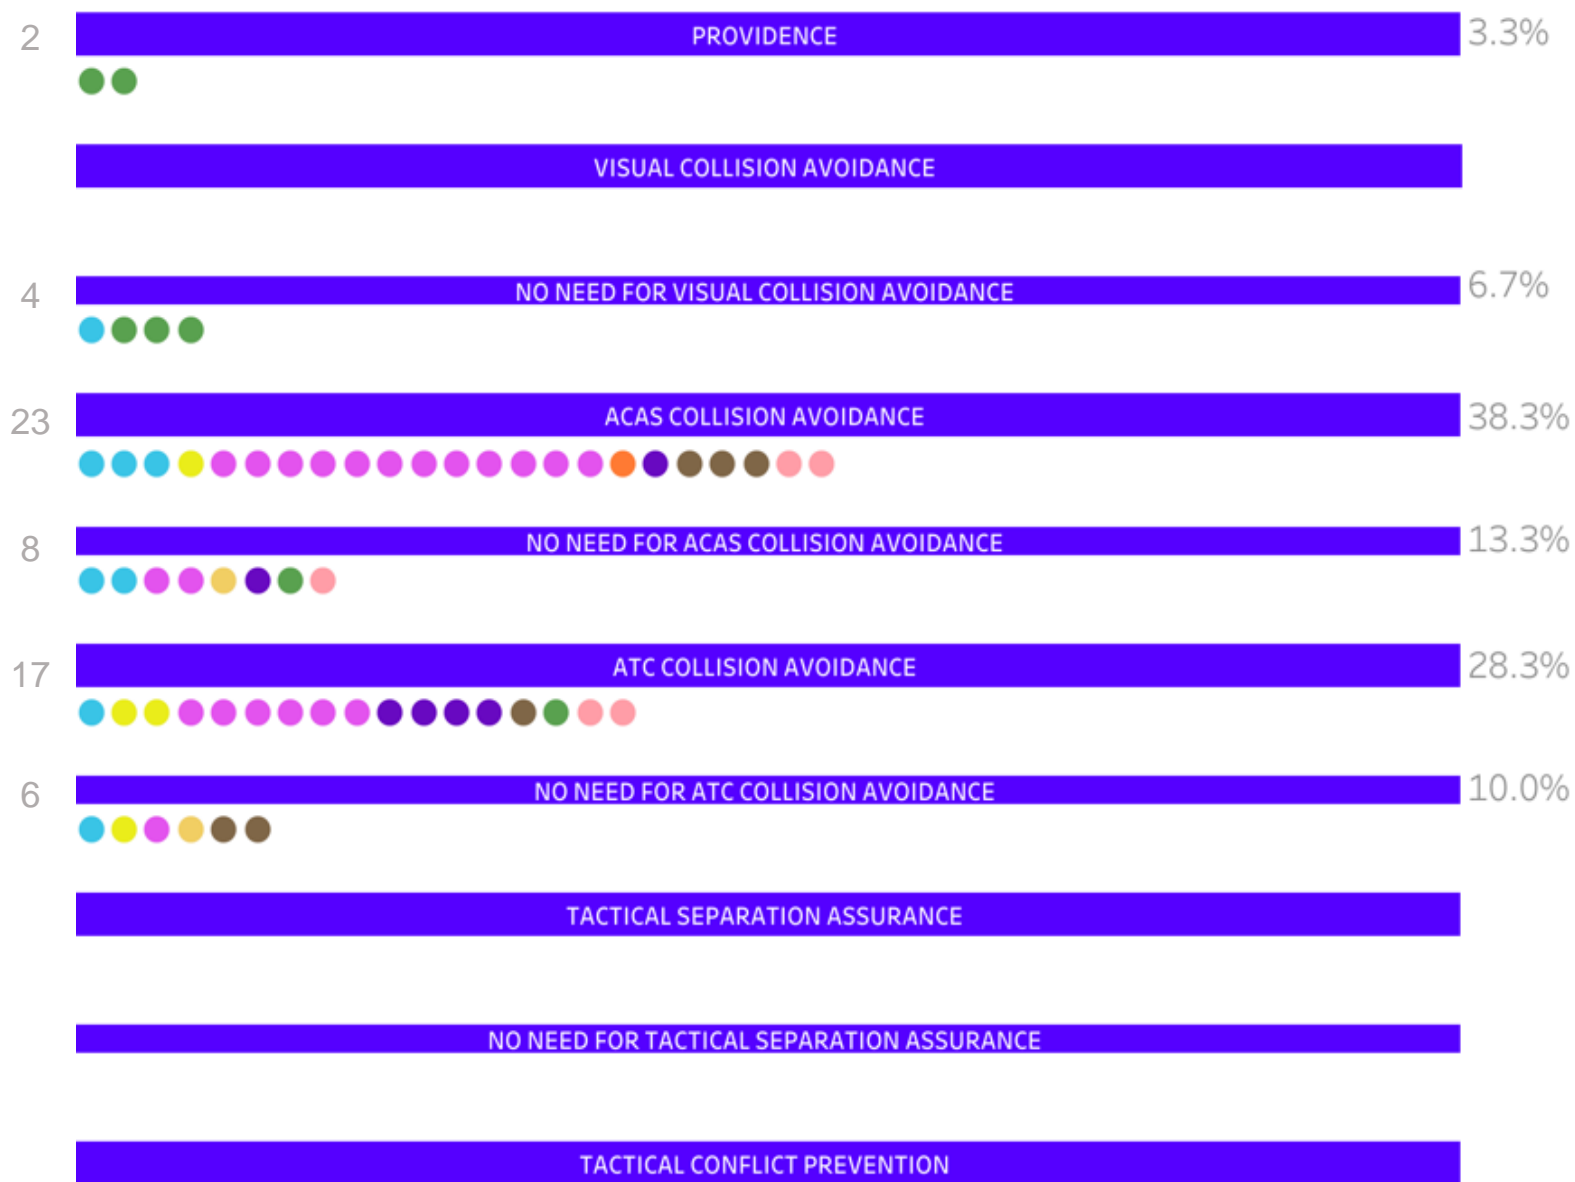 2 PROVIDENCE 3.3%
VISUAL COLLISION AVOIDANCE
4 NO NEED FOR VISUAL COLLISION AVOIDANCE 6.7%
23 ACAS COLLISION AVOIDANCE 38.3%
8 NO NEED FOR ACAS COLLISION AVOIDANCE 13.3%
17 ATC COLLISION AVOIDANCE 28.3%
6 NO NEED FOR ATC COLLISION AVOIDANCE 10.0%
TACTICAL SEPARATION ASSURANCE
NO NEED FOR TACTICAL SEPARATION ASSURANCE
TACTICAL CONFLICT PREVENTION